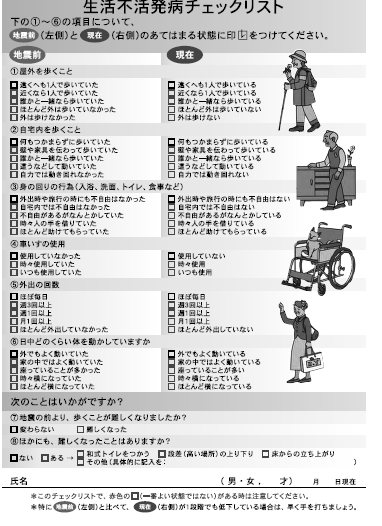 生活不活発病チェックリスト
下の①～⑥の項目について、
地震前(左側)と 現在 (右側)のあてはまる状態に印をつけてください。
地震前 現在
①屋外を歩くこと
□遠くへも1人で歩いていた □遠くへも1人で歩いている
□近くなら1人で歩いていた □近くなら1人で歩いている
□誰かと一緒なら歩いていた □誰かと一緒なら歩いている
□ほとんど外は歩いていなかった □ほとんど外は歩いていない
□外は歩けなかった □外は歩けない
②自宅内を歩くこと
□何もつかまらずに歩いていた □何もつかまらずに歩いている
□壁や家具を伝わって歩いていた □壁や家具を伝わって歩いている
□誰かと一緒なら歩いていた □誰かと一緒なら歩いている
□這うなどして動いていた □這うなどして動いている
□自力では動き回れなかった □自力では動き回れない
③身の回りの行為(入浴、洗面、トイレ、食事など)
□外出時や旅行の時にも不自由はなかった □外出時や旅行の時にも不自由はない
□自宅内では不自由はなかった □自宅内では不自由はない
□不自由があるがなんとかしていた □不自由があるがなんとかしている
□時々人の手を借りていた □時々人の手を借りている
□ほとんど助けてもらっていた □ほとんど助けてもらっている
④車いすの使用
□使用していなかった □使用していない
□時々使用していた □時々使用
□いつも使用していた □いつも使用
⑤外出の回数
□ほぼ毎日 □ほぼ毎日
□週3回以上 □週3回以上
□週1回以上 □週1回以上
□月1回以上 □月1回以上
□ほとんど外出していなかった □ほとんど外出していない
⑥日中どのくらい体を動かしていますか
□外でもよく動いていた □外でもよく動いている
□家の中ではよく動いていた □家の中ではよく動いている
□座っていることが多かった □座っていることが多い
□時々横になっていた □時々横になっている
□ほとんど横になっていた □ほとんど横になっている
次のことはいかがですか?
⑦地震の前より、歩くことが難しくなりましたか?
□変わらない □難しくなった
⑧ほかにも、難しくなったことはありますか?
□ない □ある→ □和式トイレをつかう □段差(高い場所)の上り下り □床からの立ち上がり
□その他(具体的に記入を: )
氏名 (男・女, 才) 月 日現在
＊このチェックリストで、赤色の□(一番よい状態ではない)がある時は注意してください。
＊特に 地震前 (左側)と比べて、 現在 (右側)が1段階でも低下している場合は、早く手を打ちましょう。